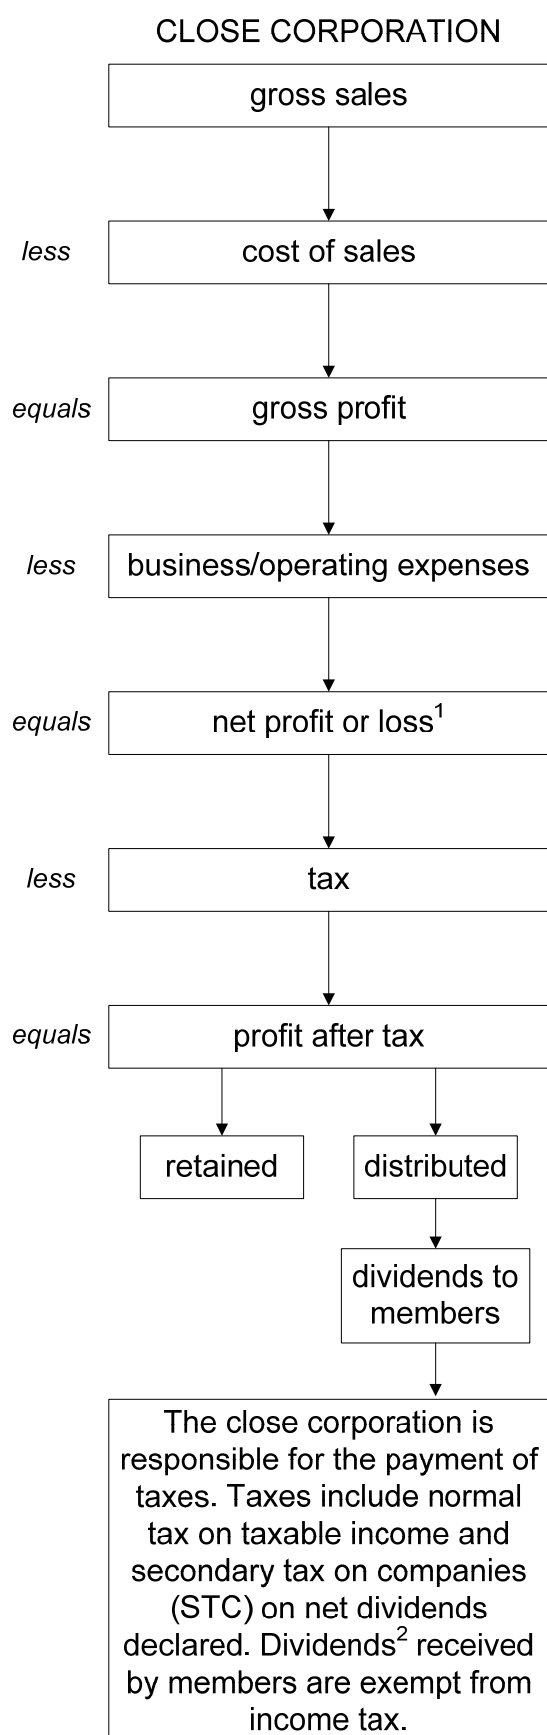 CLOSE CORPORATION
gross sales
less
cost of sales
equals
gross profit
less
business/operating expenses
equals
net profit or loss¹
less
tax
equals
profit after tax
retained
distributed
dividends to
members
The close corporation is
responsible for the payment of
taxes. Taxes include normal
tax on taxable income and
secondary tax on companies
(STC) on net dividends
declared. Dividends² received
by members are exempt from
income tax.